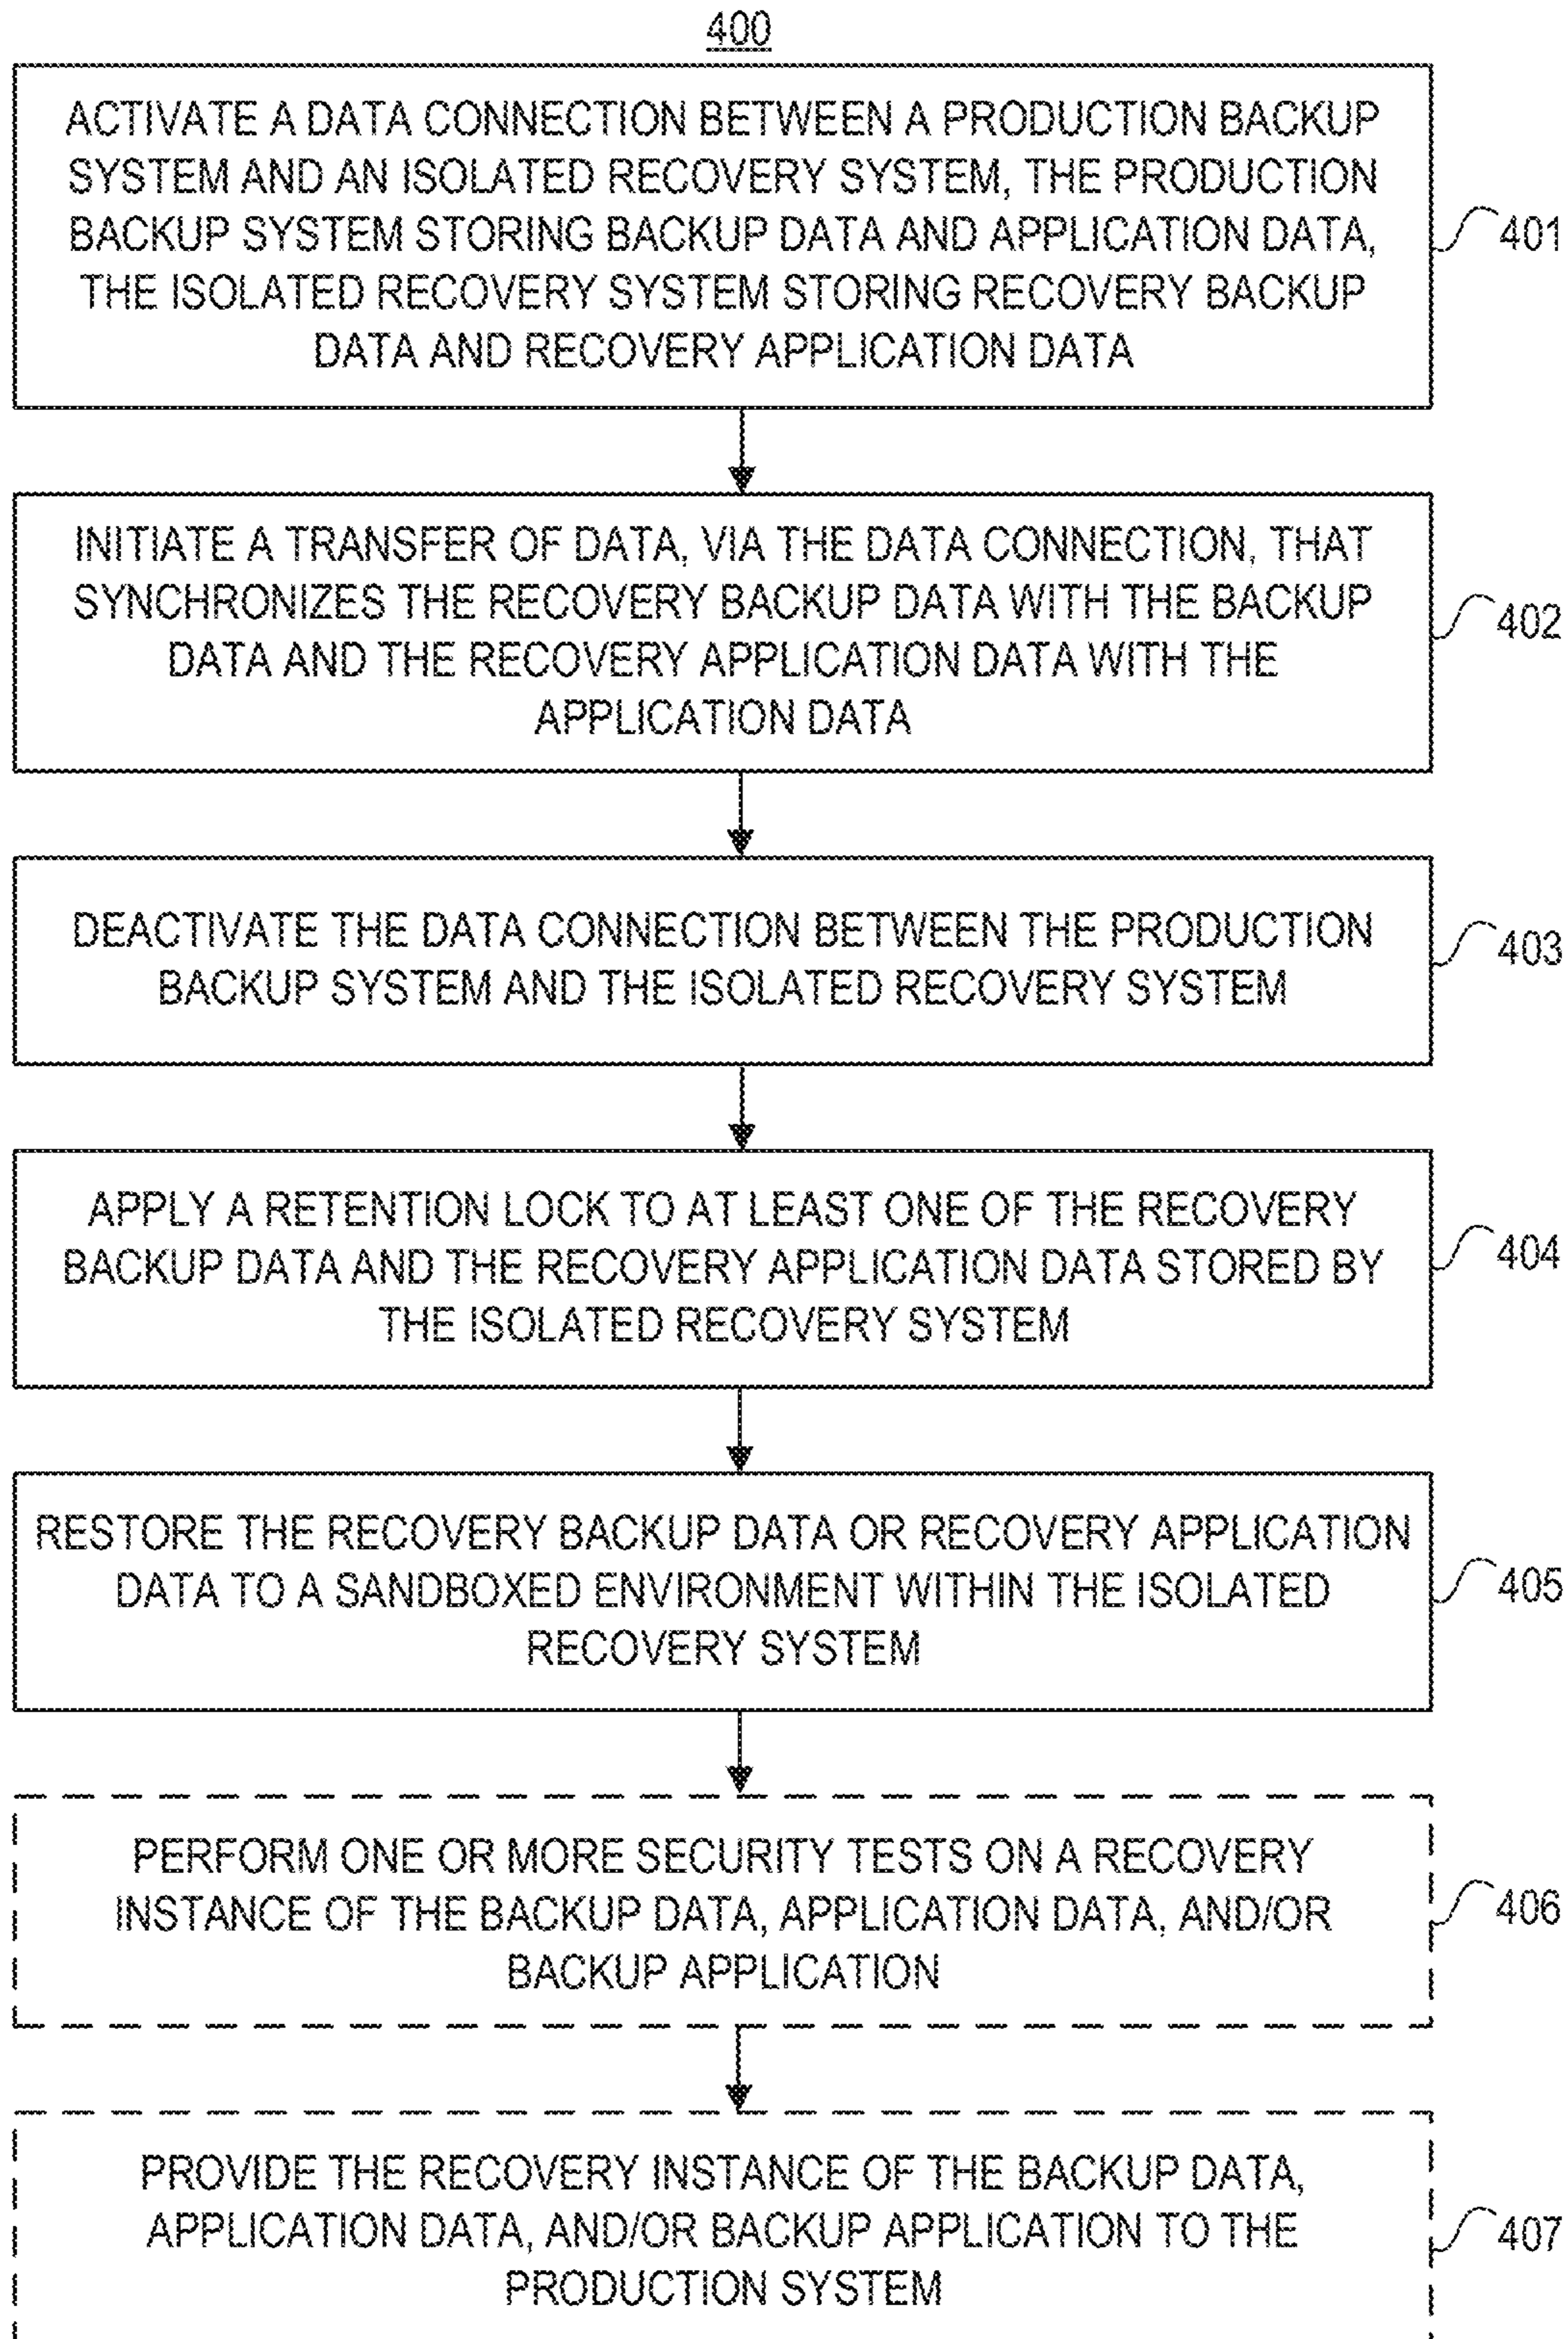 400
ACTIVATE A DATA CONNECTION BETWEEN A PRODUCTION BACKUP
SYSTEM AND AN ISOLATED RECOVERY SYSTEM, THE PRODUCTION
BACKUP SYSTEM STORING BACKUP DATA AND APPLICATION DATA,
THE ISOLATED RECOVERY SYSTEM STORING RECOVERY BACKUP
DATA AND RECOVERY APPLICATION DATA
401
INITIATE A TRANSFER OF DATA, VIA THE DATA CONNECTION, THAT
SYNCHRONIZES THE RECOVERY BACKUP DATA WITH THE BACKUP
DATA AND THE RECOVERY APPLICATION DATA WITH THE
APPLICATION DATA
402
DEACTIVATE THE DATA CONNECTION BETWEEN THE PRODUCTION
BACKUP SYSTEM AND THE ISOLATED RECOVERY SYSTEM
403
APPLY A RETENTION LOCK TO AT LEAST ONE OF THE RECOVERY
BACKUP DATA AND THE RECOVERY APPLICATION DATA STORED BY
THE ISOLATED RECOVERY SYSTEM
404
RESTORE THE RECOVERY BACKUP DATA OR RECOVERY APPLICATION
DATA TO A SANDBOXED ENVIRONMENT WITHIN THE ISOLATED
RECOVERY SYSTEM
405
PERFORM ONE OR MORE SECURITY TESTS ON A RECOVERY
INSTANCE OF THE BACKUP DATA, APPLICATION DATA, AND/OR
BACKUP APPLICATION
406
PROVIDE THE RECOVERY INSTANCE OF THE BACKUP DATA,
APPLICATION DATA, AND/OR BACKUP APPLICATION TO THE
PRODUCTION SYSTEM
407